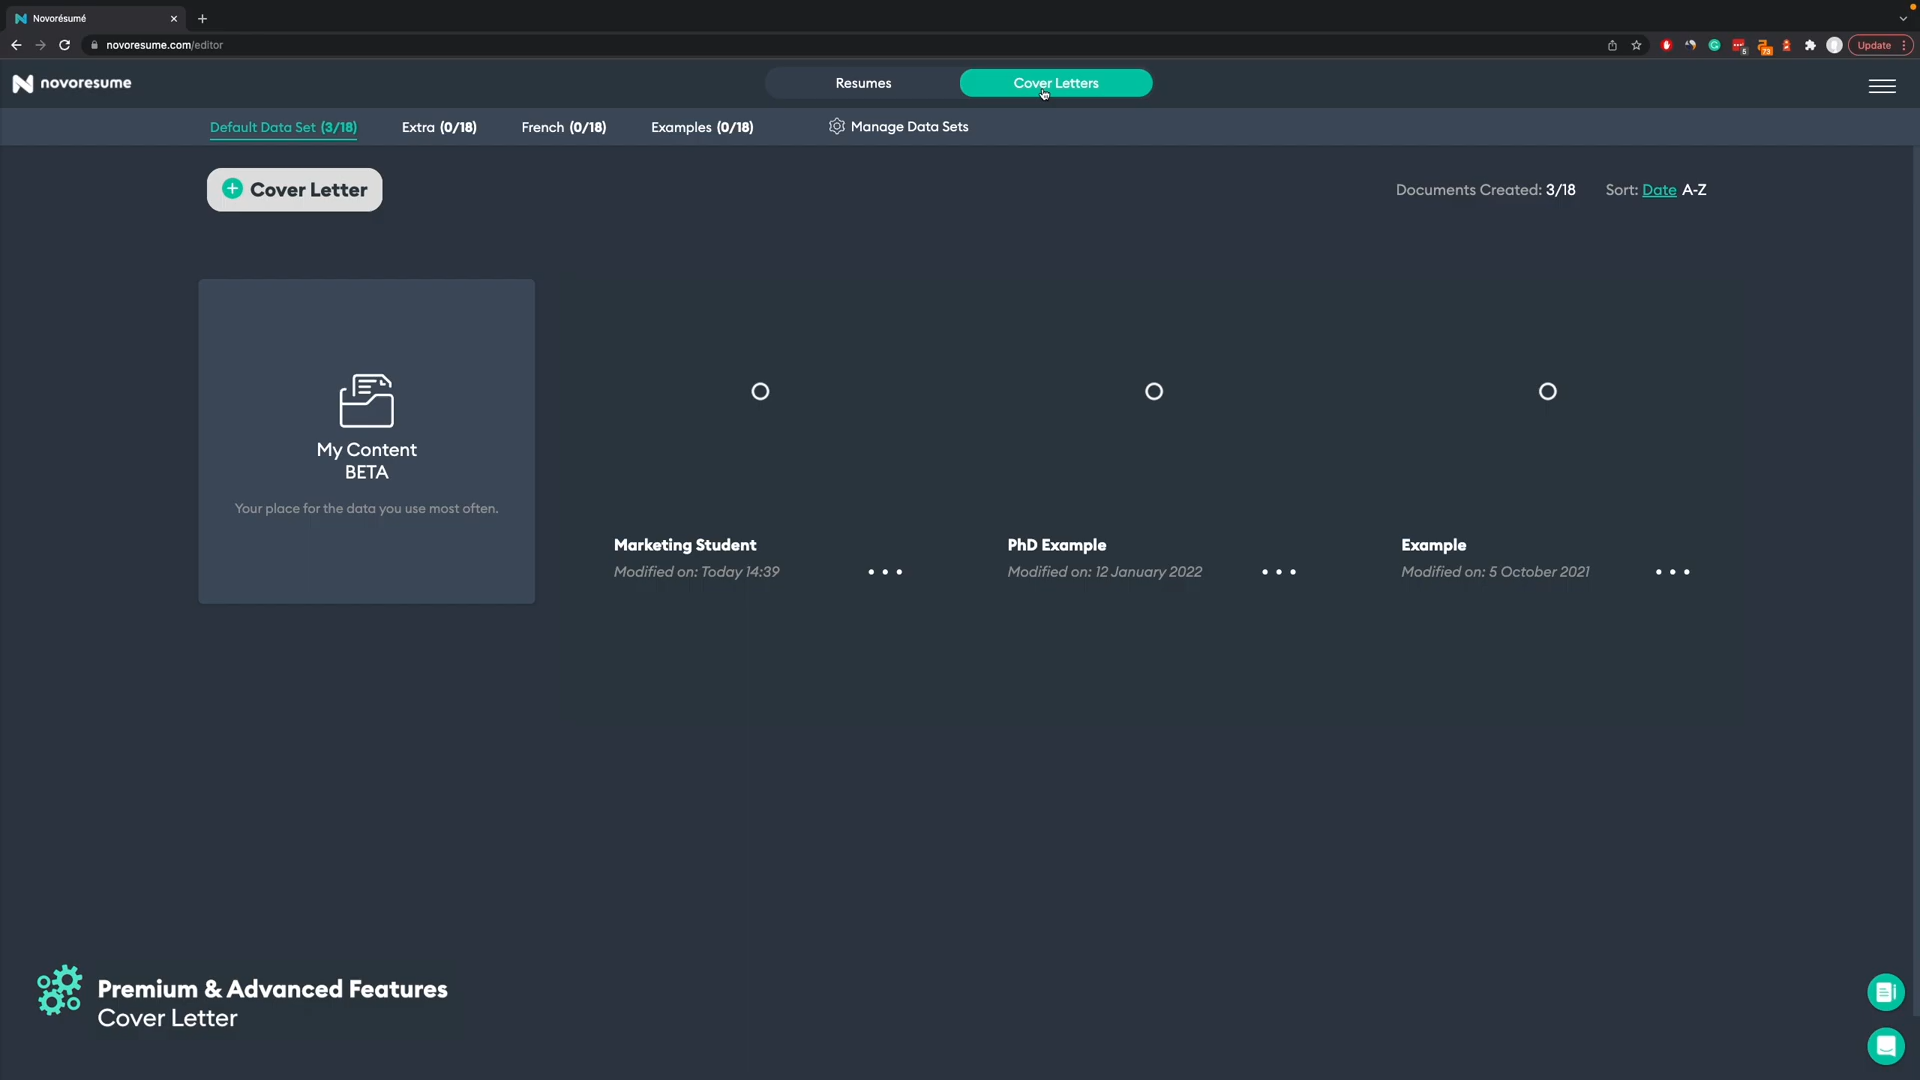 Novorésumé
novoresume.com/editor
Update
novoresume
Resumes
Cover Letters
Default Data Set (3/18)
Extra (0/18)
French (0/18)
Examples (0/18)
Manage Data Sets
Cover Letter
Documents Created: 3/18
Sort: Date A-Z
My Content
BETA
Your place for the data you use most often.
Marketing Student
Modified on: Today 14:39
PhD Example
Modified on: 12 January 2022
Example
Modified on: 5 October 2021
Premium & Advanced Features
Cover Letter